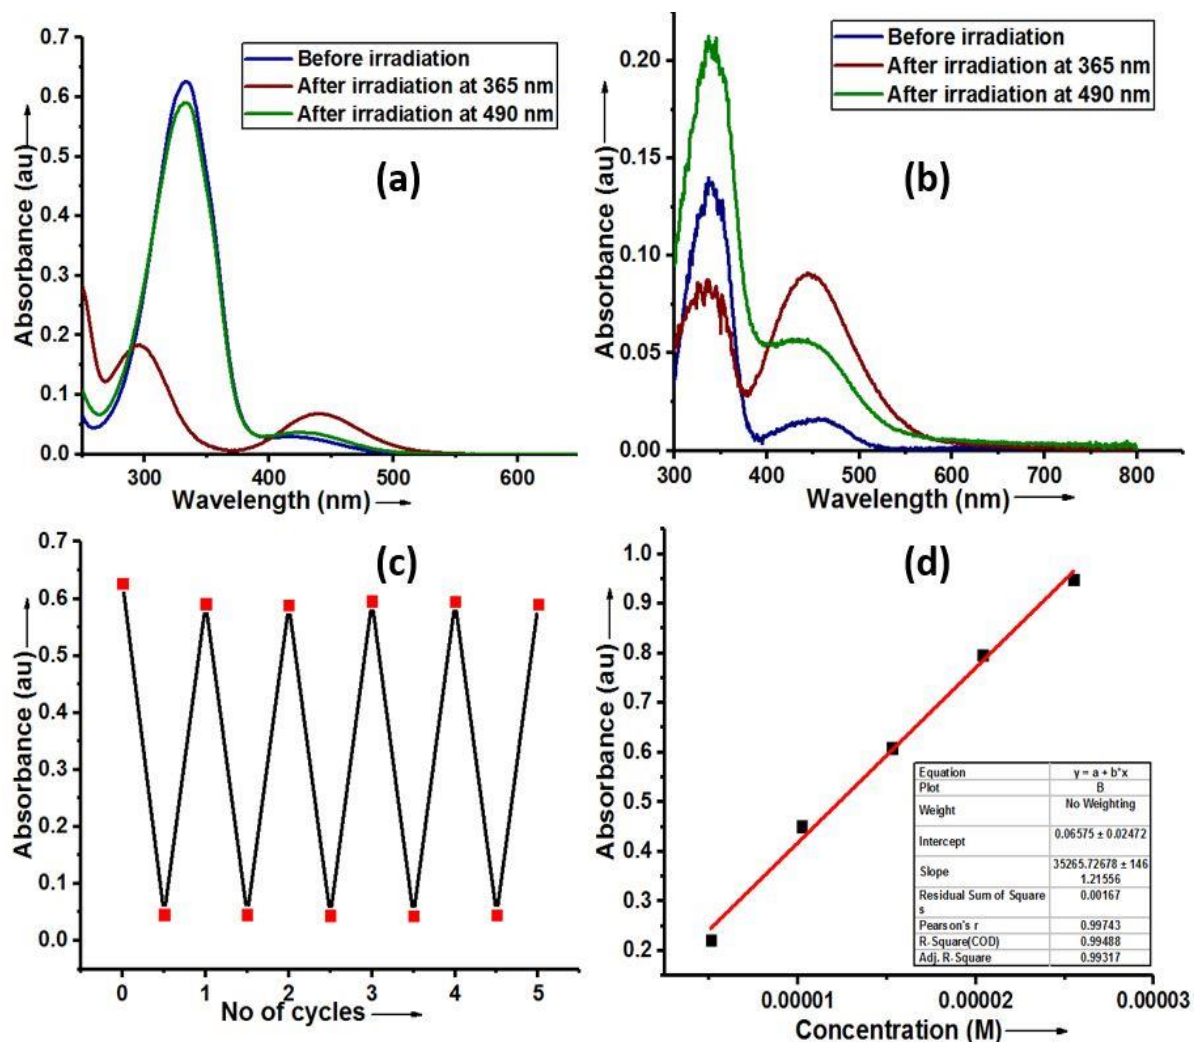 Before irradiation
After irradiation at 365 nm
After irradiation at 490 nm
(a)
Absorbance (au)
0.7
0.6
0.5
0.4
0.3
0.2
0.1
0.0
300 400 500 600
Wavelength (nm)
Before irradiation
After irradiation at 365 nm
After irradiation at 490 nm
(b)
Absorbance (au)
0.20
0.15
0.10
0.05
0.00
300 400 500 600 700 800
Wavelength (nm)
(c)
Absorbance (au)
0.7
0.6
0.5
0.4
0.3
0.2
0.1
0.0
0 1 2 3 4 5
No of cycles
(d)
Absorbance (au)
1.0
0.9
0.8
0.7
0.6
0.5
0.4
0.3
0.2
Equation y = a + b*x
Plot B
Weight No Weighting
Intercept 0.06575 ± 0.02472
Slope 35265.72678 ± 146
1.21556
Residual Sum of Square
s 0.00167
Pearson's r 0.99743
R-Square(COD) 0.99488
Adj. R-Square 0.99317
0.00001 0.00002 0.00003
Concentration (M)